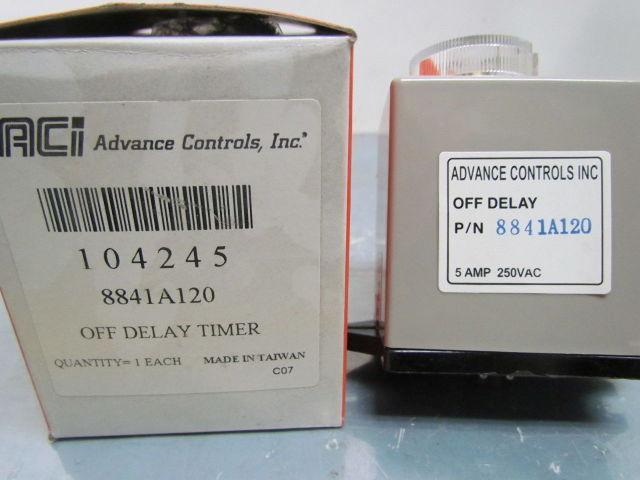 ACi Advance Controls, Inc.®
104245
8841A120
OFF DELAY TIMER
QUANTITY= 1 EACH MADE IN TAIWAN
C07
ADVANCE CONTROLS INC
OFF DELAY
P/N 8841A120
5 AMP 250VAC